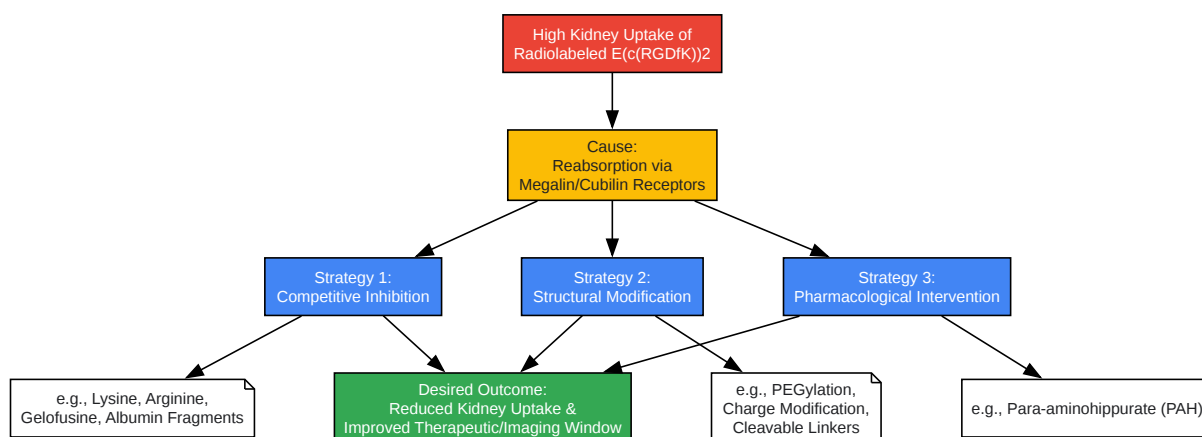 High Kidney Uptake of
Radiolabeled E(c(RGDfK))2
Cause:
Reabsorption via
Megalin/Cubilin Receptors
Strategy 1:
Competitive Inhibition
Strategy 2:
Structural Modification
Strategy 3:
Pharmacological Intervention
e.g., Lysine, Arginine,
Gelofusine, Albumin Fragments
Desired Outcome:
Reduced Kidney Uptake &
Improved Therapeutic/Imaging Window
e.g., PEGylation,
Charge Modification,
Cleavable Linkers
e.g., Para-aminohippurate (PAH)